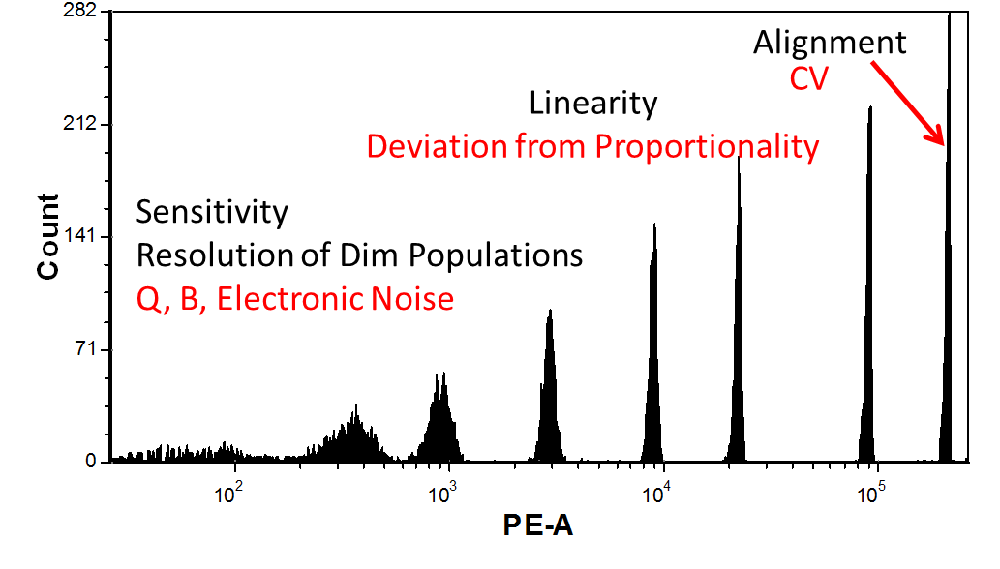 282
Alignment
CV
Linearity
212
Deviation from Proportionality
Sensitivity
141
Resolution of Dim Populations
Q, B, Electronic Noise
Count
71
0
10² 10³ 10⁴ 10⁵
PE-A